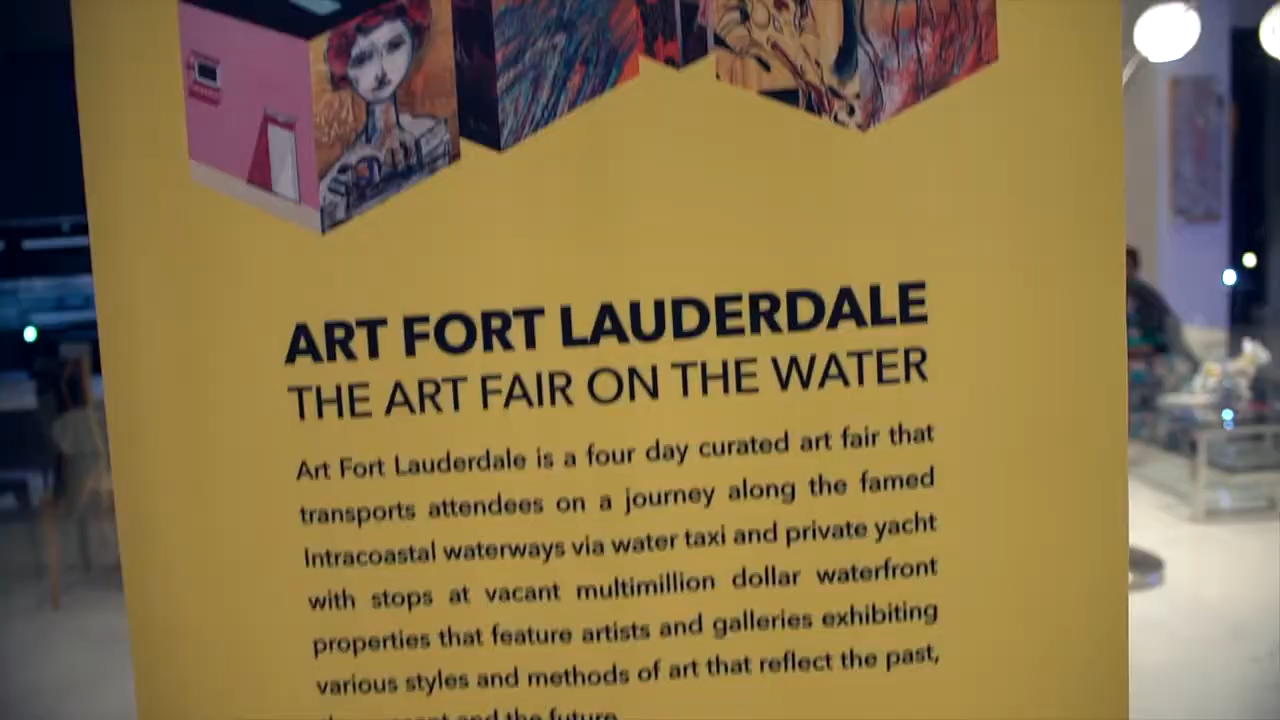 ART FORT LAUDERDALE
THE ART FAIR ON THE WATER
Art Fort Lauderdale is a four day curated art fair that
transports attendees on a journey along the famed
Intracoastal waterways via water taxi and private yacht
with stops at vacant multimillion dollar waterfront
properties that feature artists and galleries exhibiting
various styles and methods of art that reflect the past,
and the future